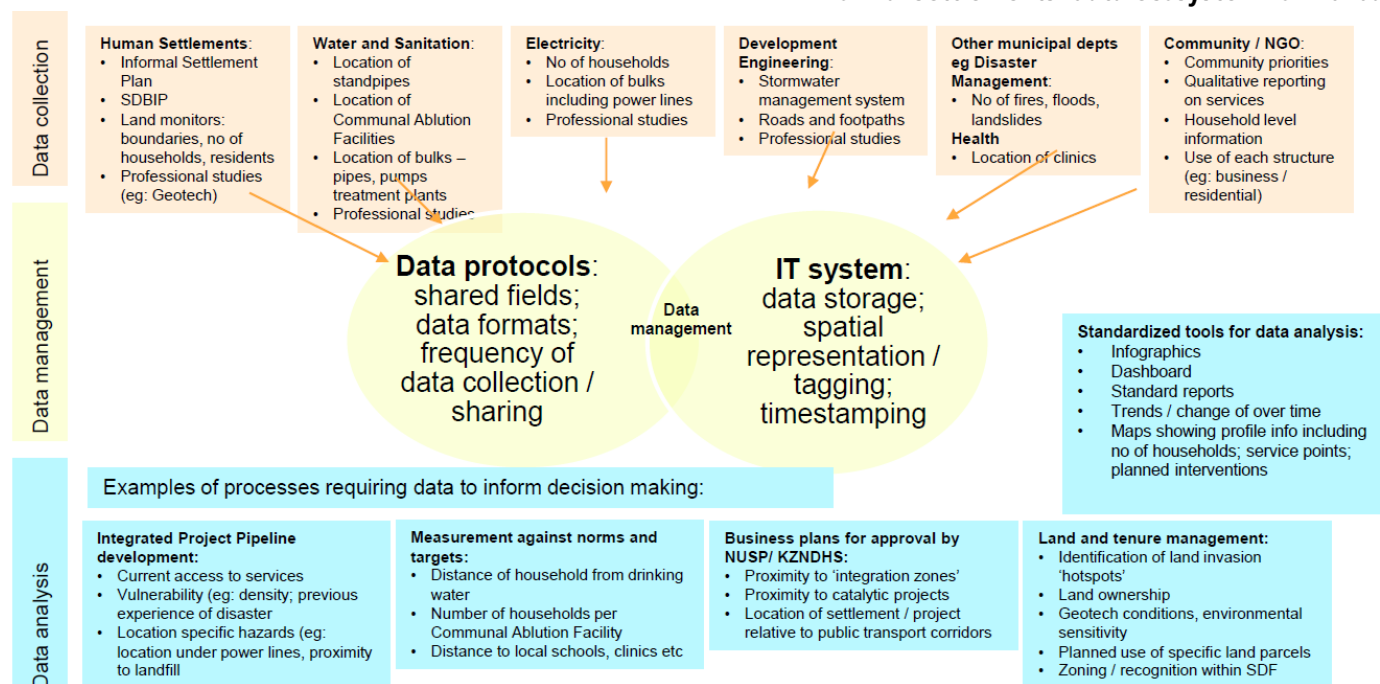 Data collection
Human Settlements:
• Informal Settlement
Plan
• SDBIP
• Land monitors:
boundaries, no of
households, residents
• Professional studies
(eg: Geotech)
Water and Sanitation:
• Location of
standpipes
• Location of
Communal Ablution
Facilities
• Location of bulks –
pipes, pumps
treatment plants
• Professional studies
Electricity:
• No of households
• Location of bulks
including power lines
• Professional studies
Development
Engineering:
• Stormwater
management system
• Roads and footpaths
• Professional studies
Other municipal depts
eg Disaster
Management:
• No of fires, floods,
landslides
Health
• Location of clinics
Community / NGO:
• Community priorities
• Qualitative reporting
on services
• Household level
information
• Use of each structure
(eg: business /
residential)
Data management
Data protocols:
shared fields;
data formats;
frequency of
data collection /
sharing
Data
management
IT system:
data storage;
spatial
representation /
tagging;
timestamping
Standardized tools for data analysis:
• Infographics
• Dashboard
• Standard reports
• Trends / change of over time
• Maps showing profile info including
no of households; service points;
planned interventions
Data analysis
Examples of processes requiring data to inform decision making:
Integrated Project Pipeline
development:
• Current access to services
• Vulnerability (eg: density; previous
experience of disaster
• Location specific hazards (eg:
location under power lines, proximity
to landfill
Measurement against norms and
targets:
• Distance of household from drinking
water
• Number of households per
Communal Ablution Facility
• Distance to local schools, clinics etc
Business plans for approval by
NUSP/ KZNDHS:
• Proximity to ‘integration zones’
• Proximity to catalytic projects
• Location of settlement / project
relative to public transport corridors
Land and tenure management:
• Identification of land invasion
‘hotspots’
• Land ownership
• Geotech conditions, environmental
sensitivity
• Planned use of specific land parcels
• Zoning / recognition within SDF